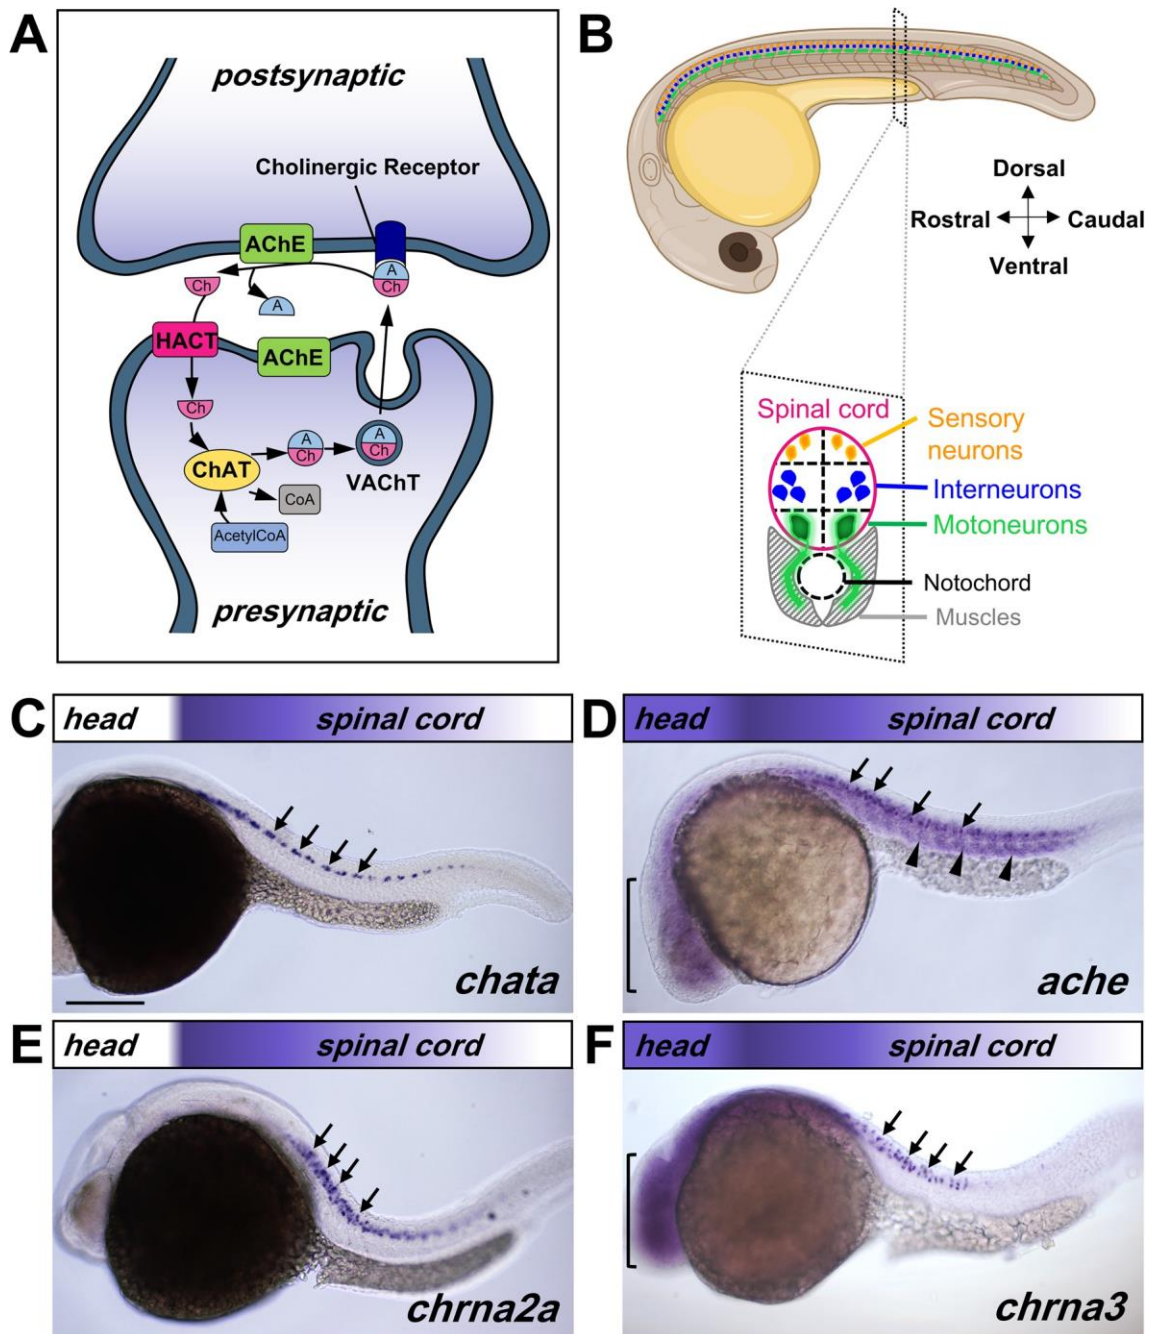 A
postsynaptic
Cholinergic Receptor
AChE
A
Ch
Ch
A
HACT
AChE
Ch
A
Ch
A
Ch
ChAT
VAChT
CoA
AcetylCoA
presynaptic
B
Dorsal
Rostral
Caudal
Ventral
Spinal cord
Sensory
neurons
Interneurons
Motoneurons
Notochord
Muscles
C
head
spinal cord
chata
D
head
spinal cord
ache
E
head
spinal cord
chrna2a
F
head
spinal cord
chrna3